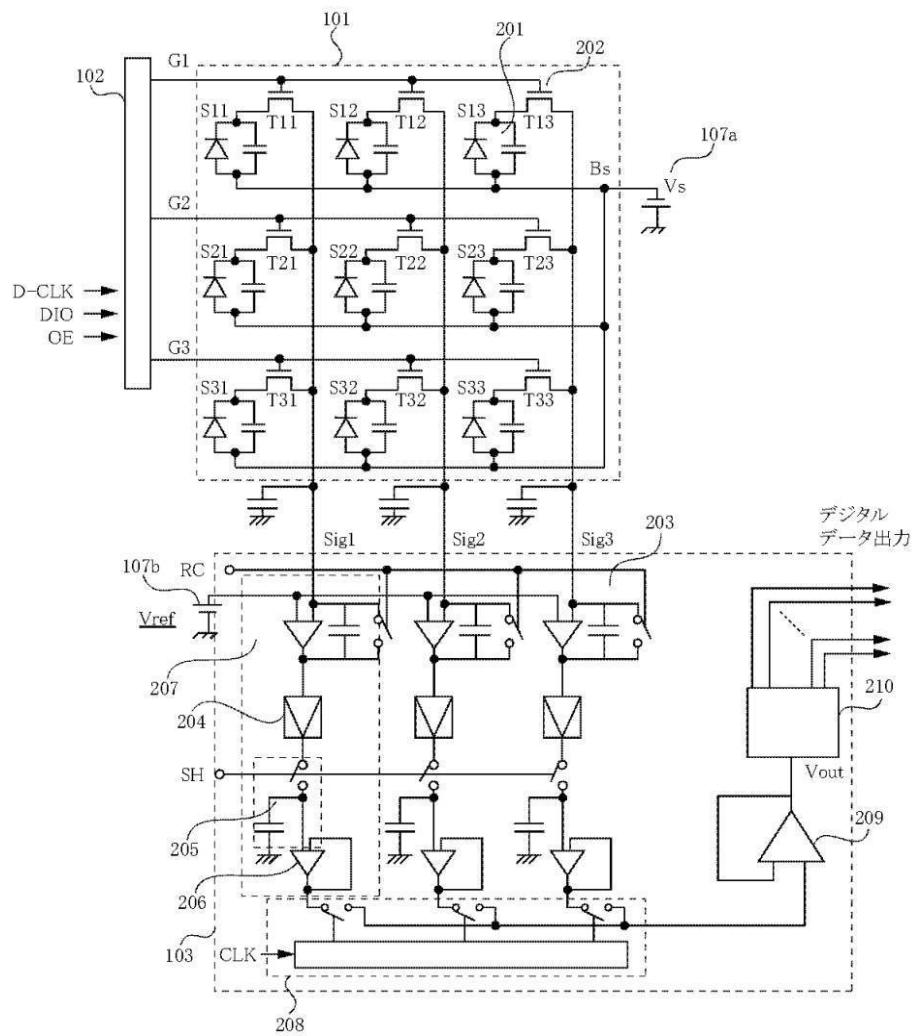 101
201
202
102
G1
S11
T11
S12
T12
S13
T13
107a
Bs
Vs
G2
S21
T21
S22
T22
S23
T23
D-CLK
DIO
OE
G3
S31
T31
S32
T32
S33
T33
デジタル
データ出力
Sig1
Sig2
Sig3
203
107b
RC
Vref
207
204
210
SH
Vout
209
205
206
103
CLK
208